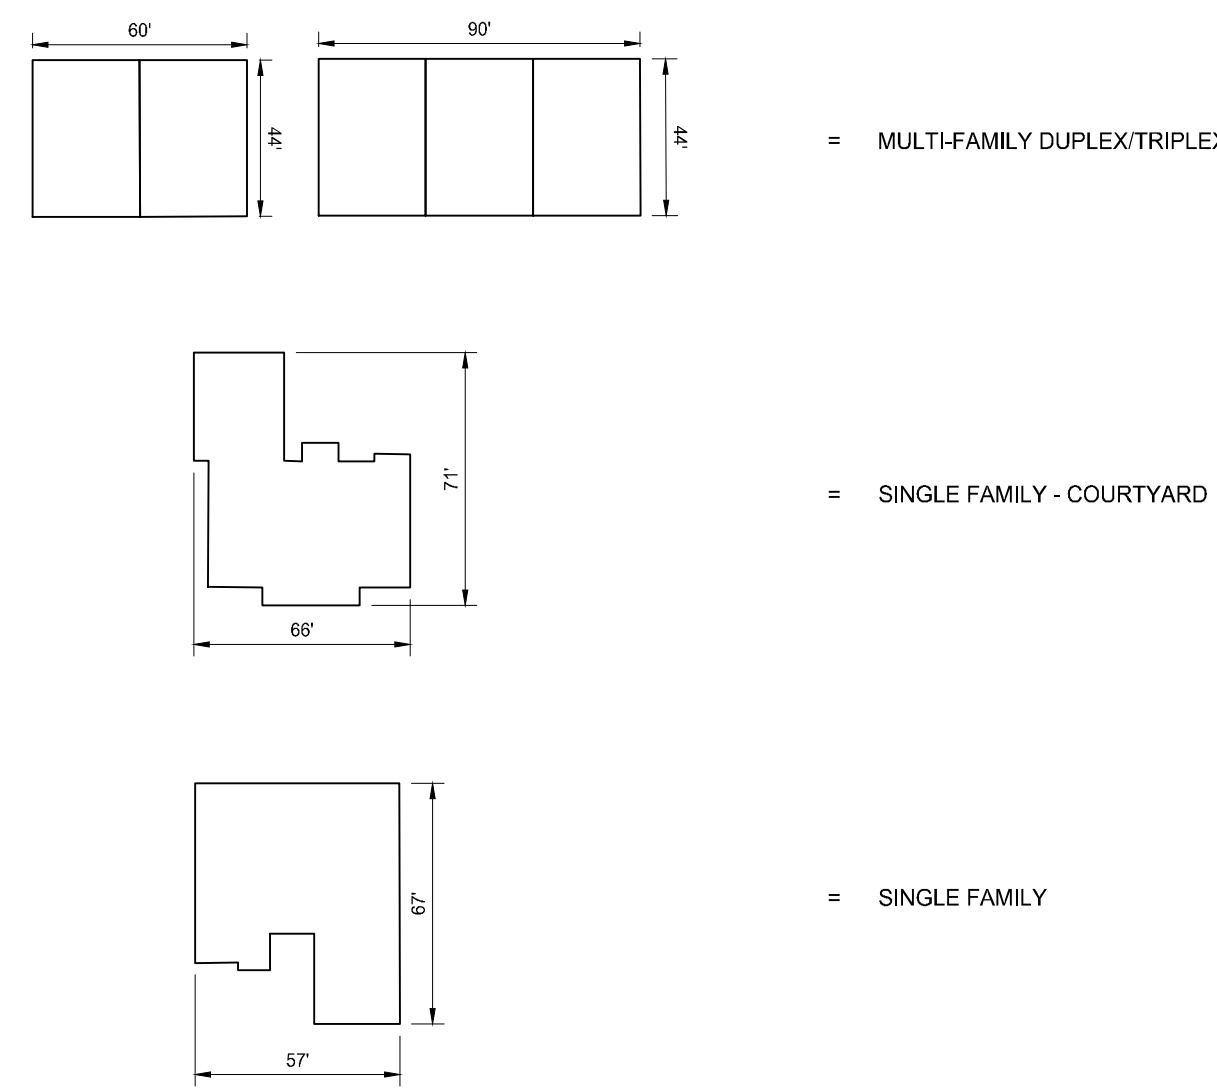 60'
90'
44'
44'
= MULTI-FAMILY DUPLEX/TRIPLEX
71'
= SINGLE FAMILY - COURTYARD
66'
67'
= SINGLE FAMILY
57'